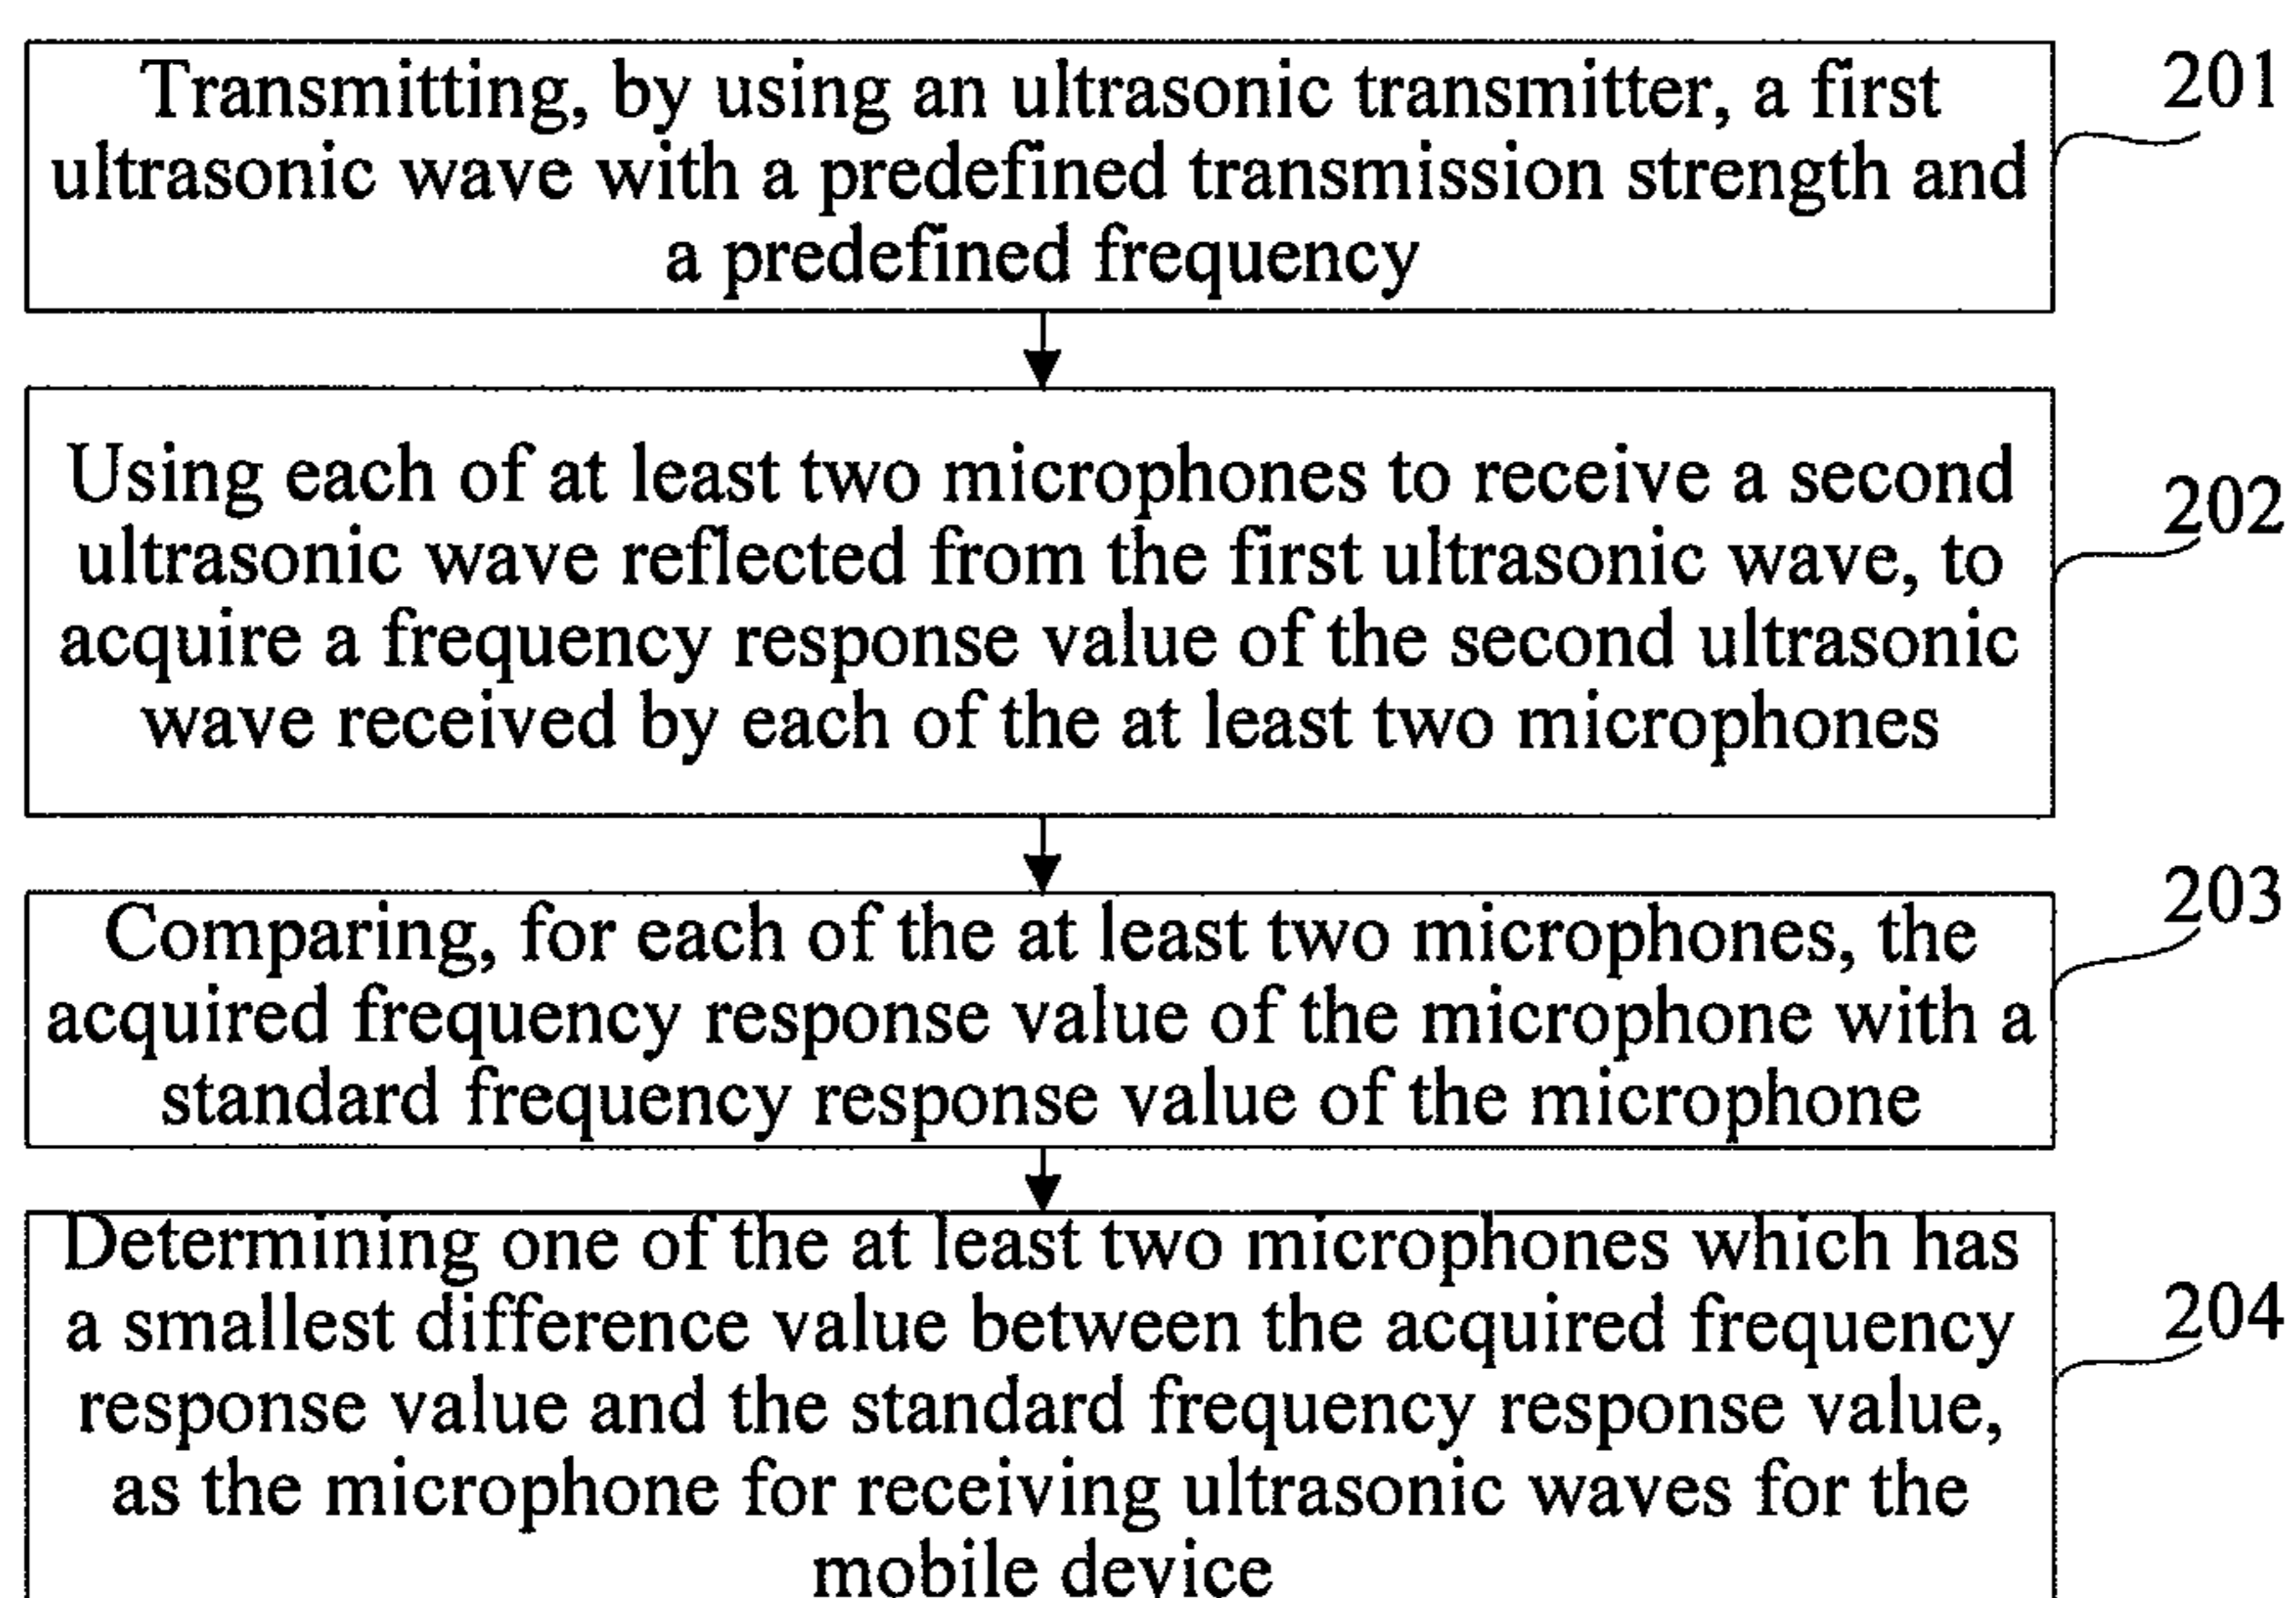 Transmitting, by using an ultrasonic transmitter, a first
ultrasonic wave with a predefined transmission strength and
a predefined frequency
201
Using each of at least two microphones to receive a second
ultrasonic wave reflected from the first ultrasonic wave, to
acquire a frequency response value of the second ultrasonic
wave received by each of the at least two microphones
202
Comparing, for each of the at least two microphones, the
acquired frequency response value of the microphone with a
standard frequency response value of the microphone
203
Determining one of the at least two microphones which has
a smallest difference value between the acquired frequency
response value and the standard frequency response value,
as the microphone for receiving ultrasonic waves for the
mobile device
204